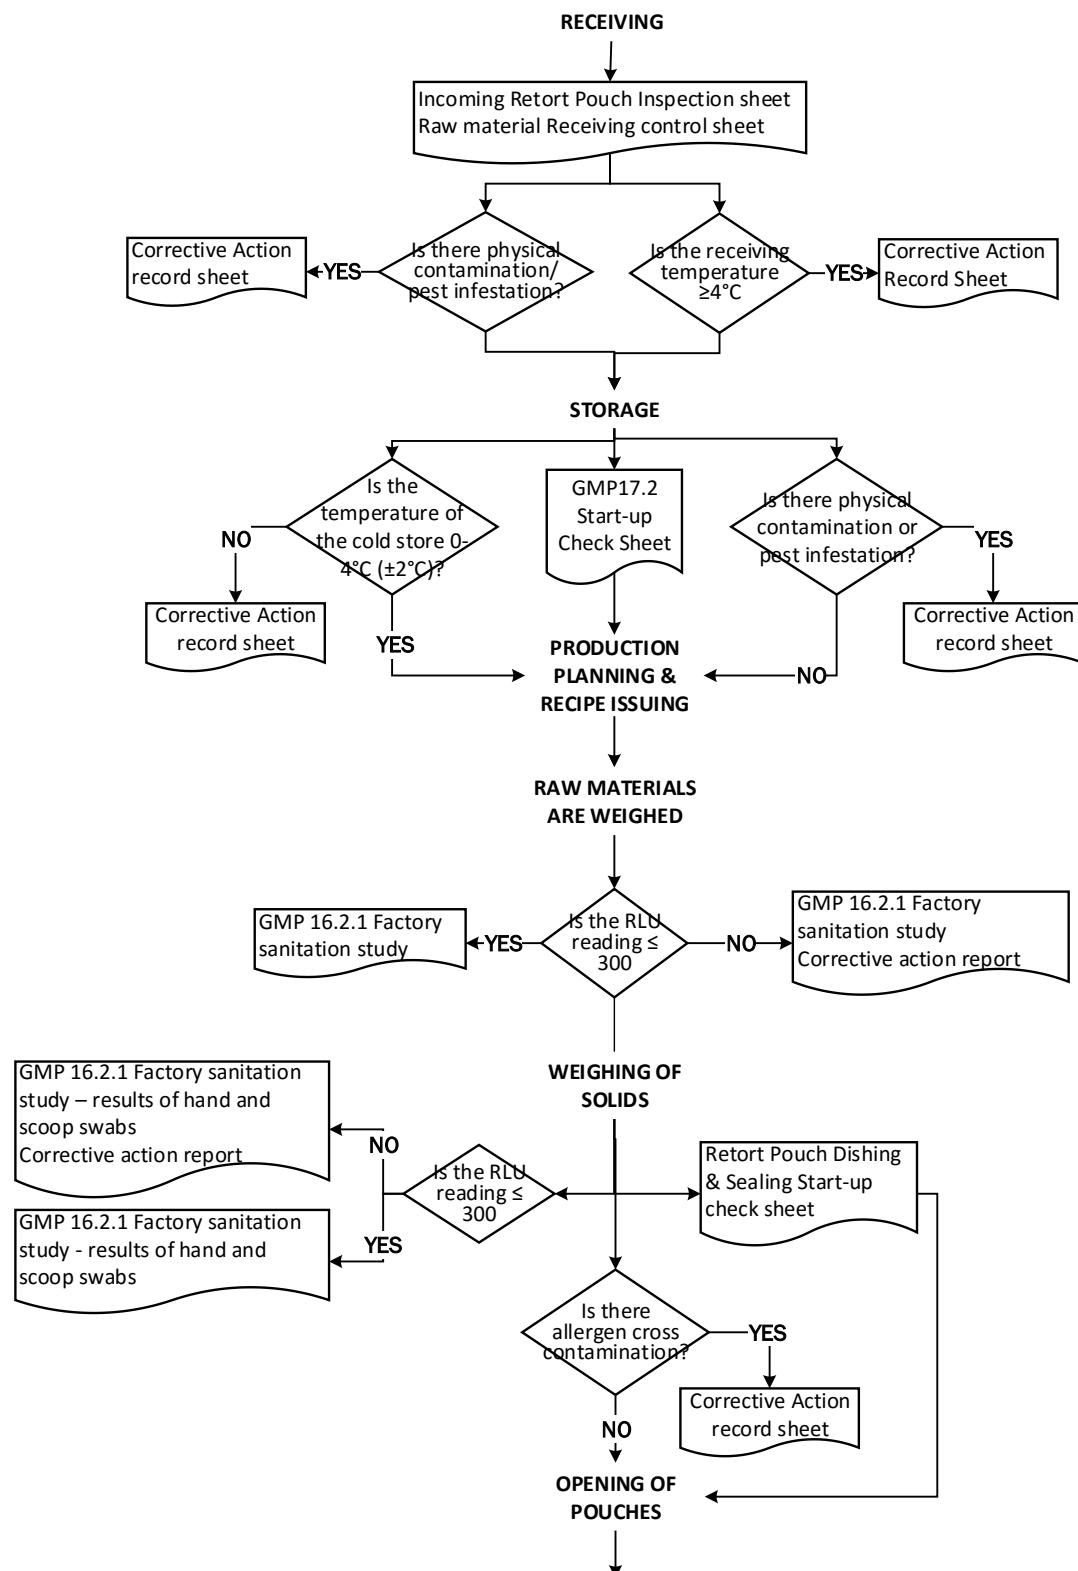 RECEIVING
Incoming Retort Pouch Inspection sheet
Raw material Receiving control sheet
Corrective Action
record sheet
YES
Is there physical
contamination/
pest infestation?
Is the receiving
temperature
≥4°C
YES
Corrective Action
Record Sheet
STORAGE
Is the
temperature of
the cold store 0-
4°C (±2°C)?
GMP17.2
Start-up
Check Sheet
Is there physical
contamination or
pest infestation?
NO
YES
Corrective Action
record sheet
Corrective Action
record sheet
YES
PRODUCTION
PLANNING &
RECIPE ISSUING
NO
RAW MATERIALS
ARE WEIGHED
GMP 16.2.1 Factory
sanitation study
YES
Is the RLU
reading ≤
300
NO
GMP 16.2.1 Factory
sanitation study
Corrective action report
WEIGHING OF
SOLIDS
GMP 16.2.1 Factory sanitation
study – results of hand and
scoop swabs
Corrective action report
NO
Is the RLU
reading ≤
300
Retort Pouch Dishing
& Sealing Start-up
check sheet
GMP 16.2.1 Factory sanitation
study - results of hand and
scoop swabs
YES
Is there
allergen cross
contamination?
YES
Corrective Action
record sheet
NO
OPENING OF
POUCHES